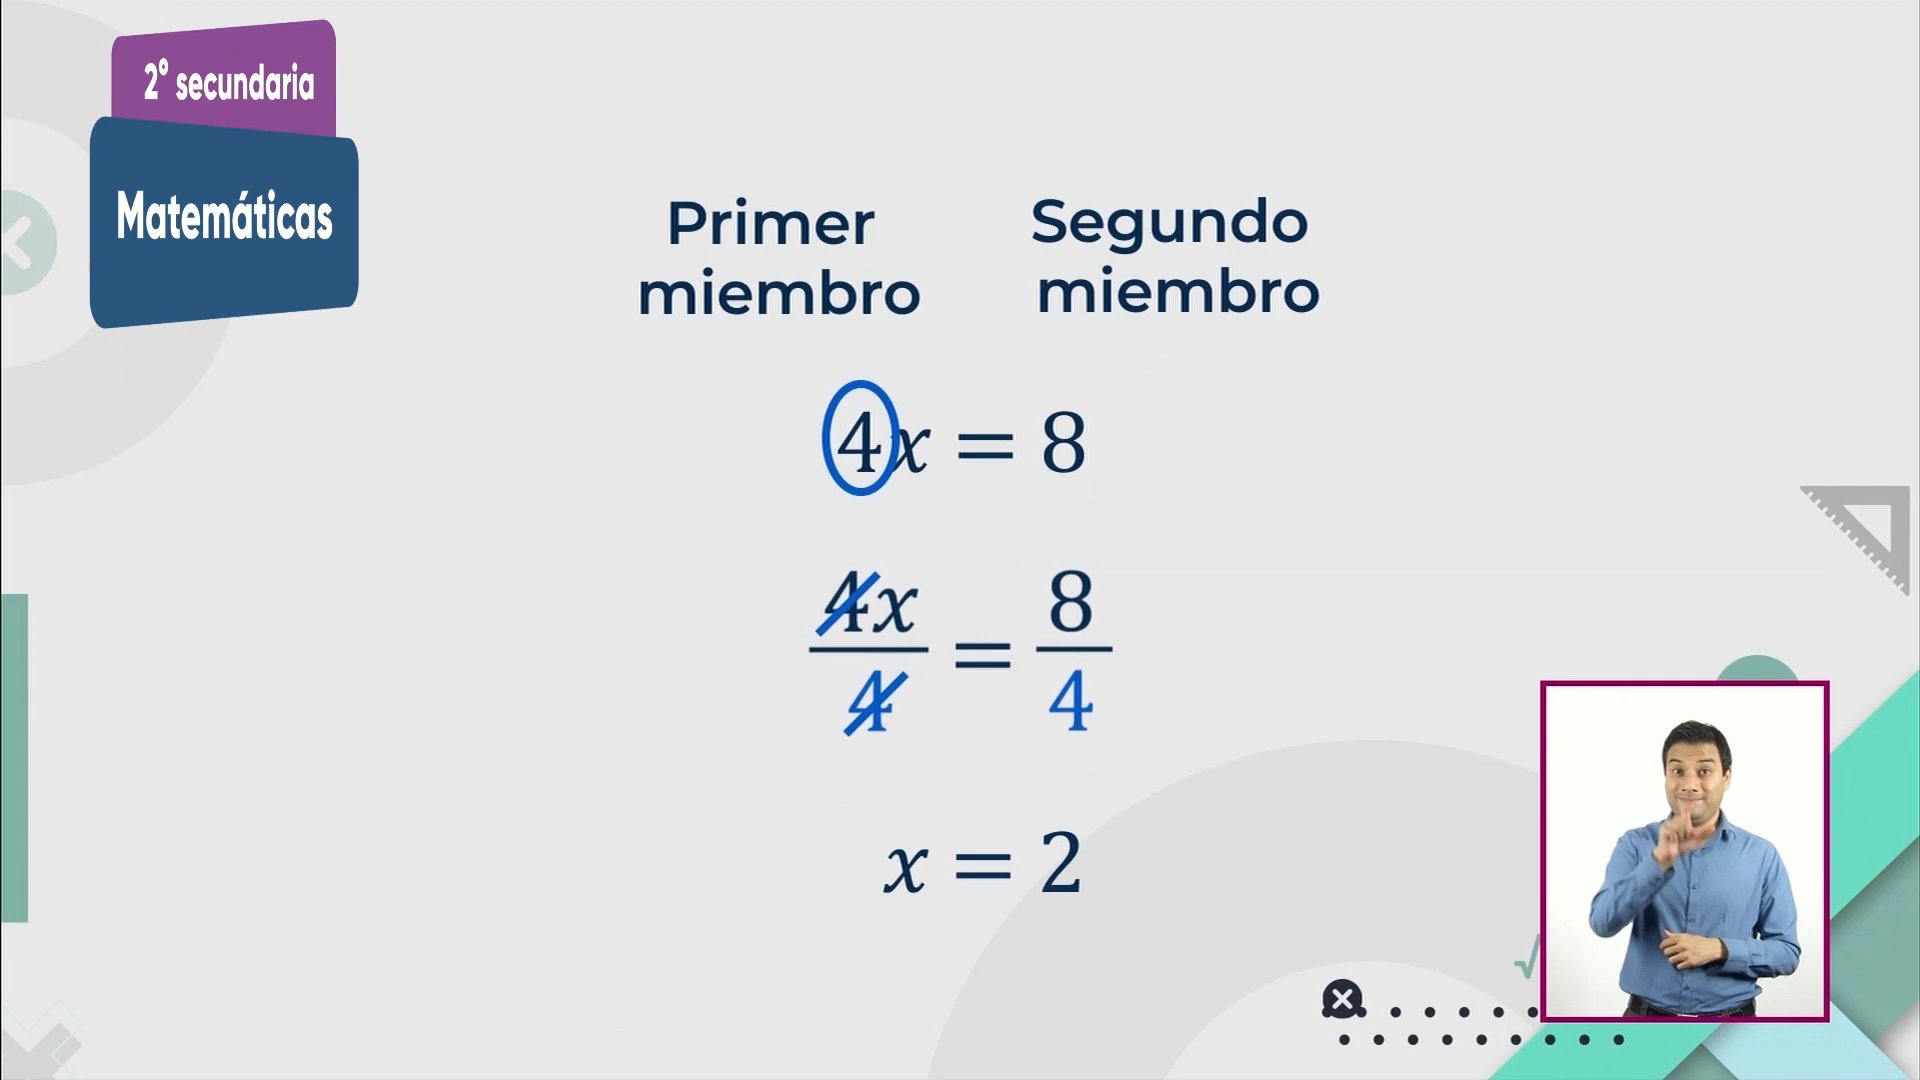 2° secundaria
Matemáticas
Primer miembro
Segundo miembro
4x = 8
4x/4 = 8/4
x = 2